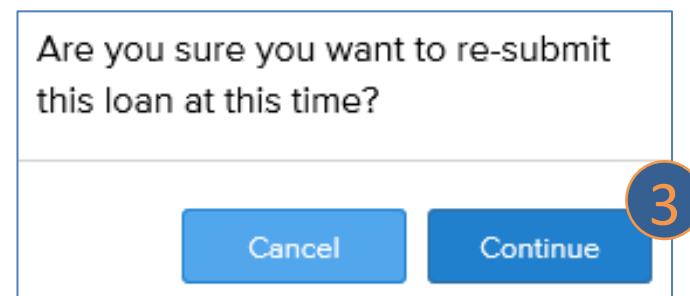 Are you sure you want to re-submit
this loan at this time?
3
Cancel Continue